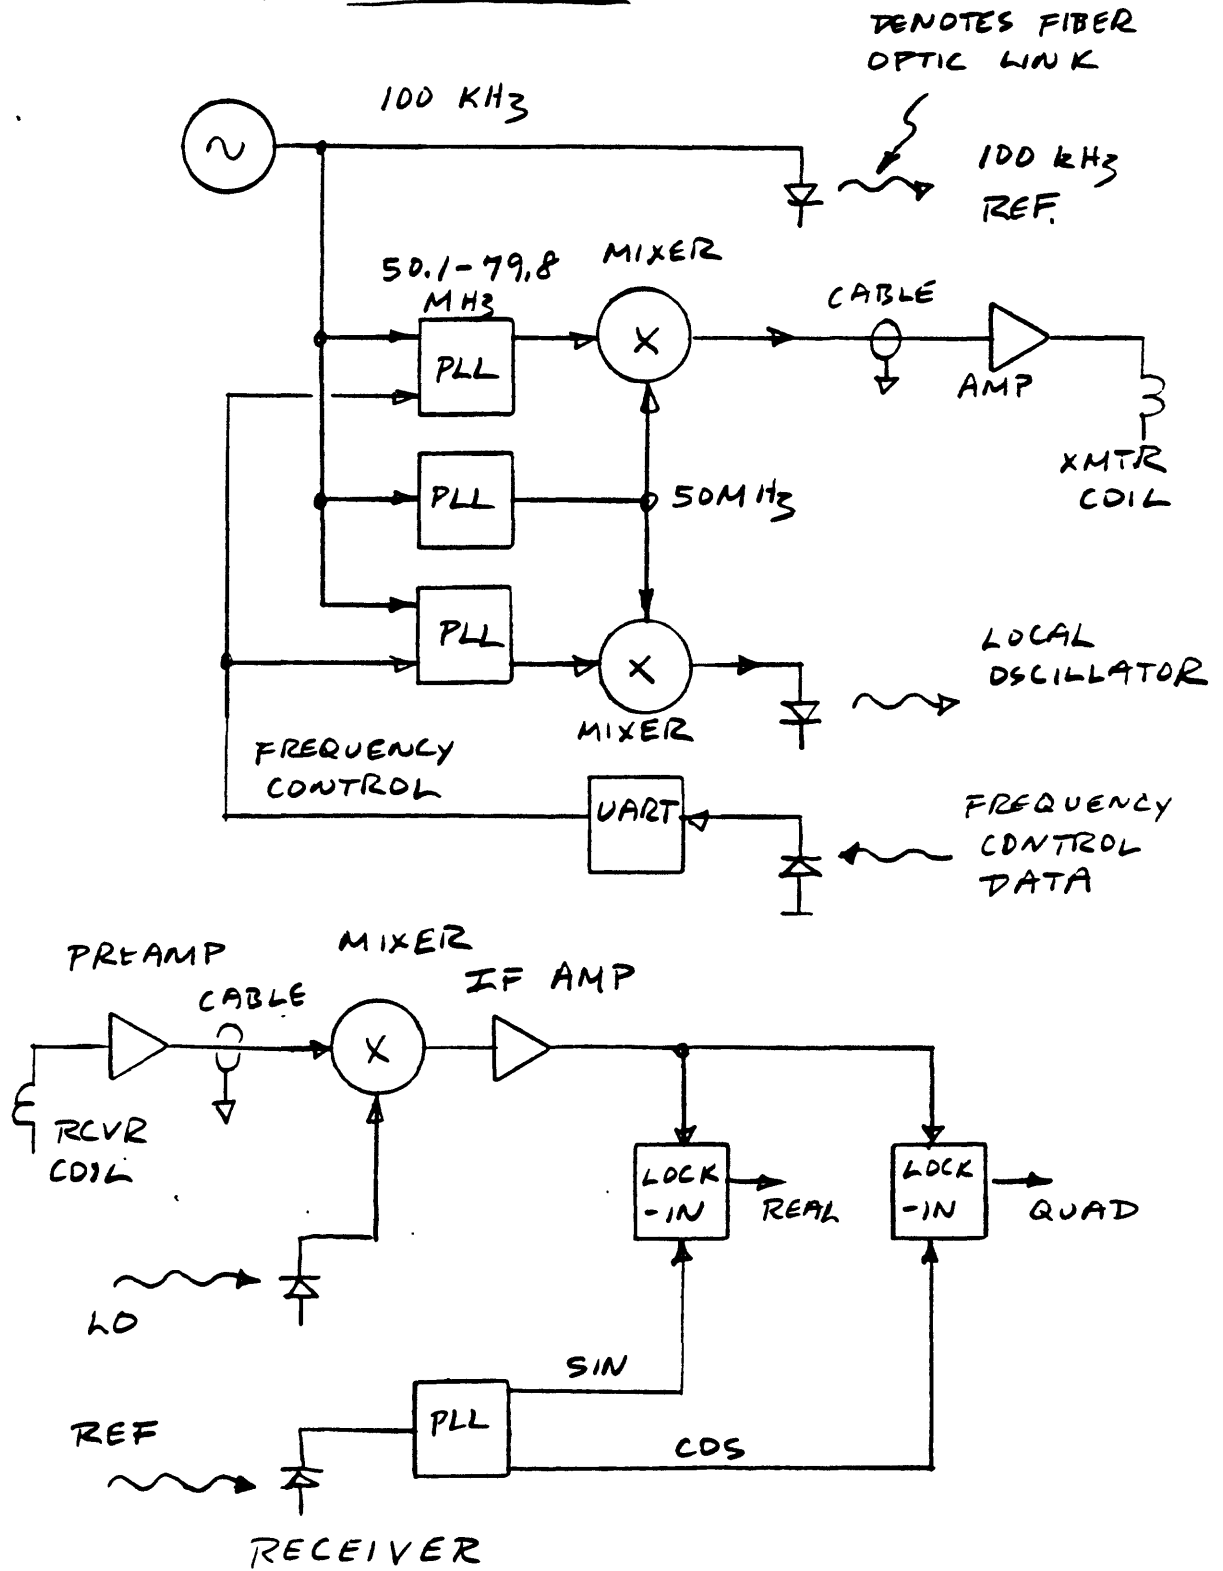 DENOTES FIBER
OPTIC LINK
100 KHz
100 kHz
REF.
50.1-79.8
MHz
MIXER
CABLE
PLL
X
AMP
XMTR
COIL
PLL
50MHz
PLL
X
LOCAL
OSCILLATOR
MIXER
FREQUENCY
CONTROL
UART
FREQUENCY
CONTROL
DATA
PREAMP
MIXER
IF AMP
CABLE
X
RCVR
COIL
LOCK
-IN
REAL
LOCK
-IN
QUAD
LO
SIN
PLL
REF
COS
RECEIVER